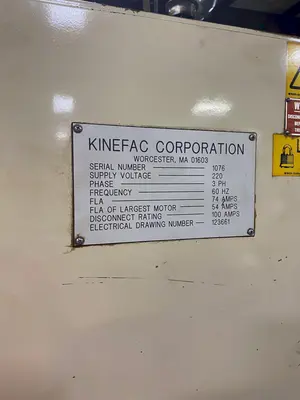 KINEFAC CORPORATION
WORCESTER, MA 01603
SERIAL NUMBER 1076
SUPPLY VOLTAGE 220
PHASE 3 PH
FREQUENCY 60 HZ
FLA 74 AMPS
FLA OF LARGEST MOTOR 54 AMPS
DISCONNECT RATING 100 AMPS
ELECTRICAL DRAWING NUMBER 123661